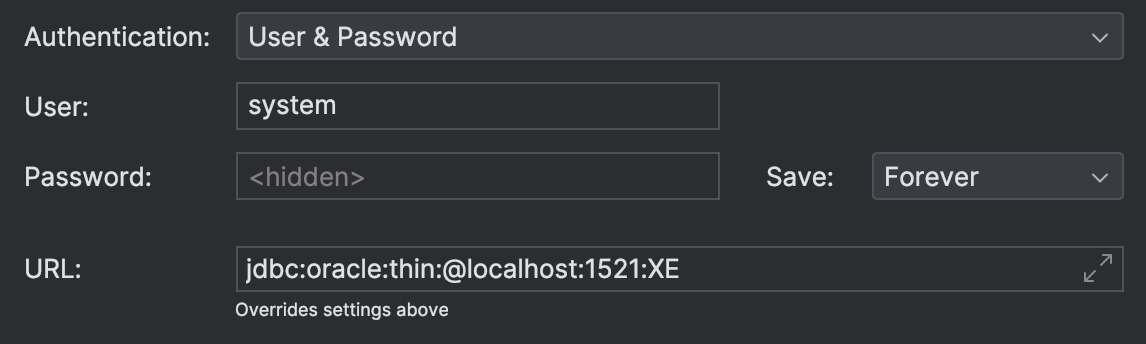 Authentication: User & Password
User: system
Password: <hidden> Save: Forever
URL: jdbc:oracle:thin:@localhost:1521:XE
Overrides settings above